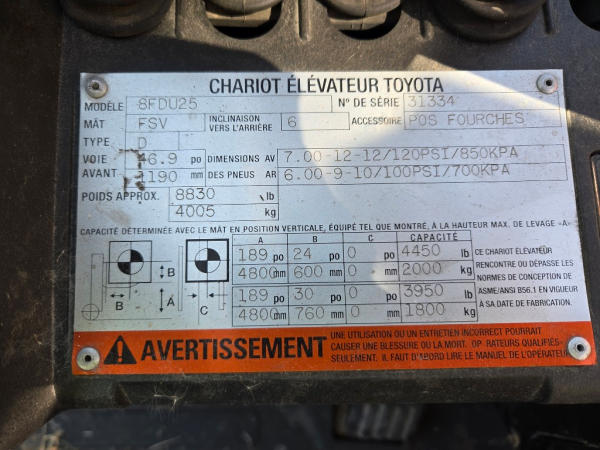 CHARIOT ÉLÉVATEUR TOYOTA
MODÈLE 8FDU25 Nº DE SÉRIE 31334
MÂT FSV INCLINAISON VERS L'ARRIÈRE 6 ACCESSOIRE POS FOURCHES
TYPE D
VOIE 46.9 po DIMENSIONS AV 7.00-12-12/120PSI/850KPA
AVANT 1190 mm DES PNEUS AR 6.00-9-10/100PSI/700KPA
POIDS APPROX. 8830 lb
4005 kg
CAPACITÉ DÉTERMINÉE AVEC LE MÂT EN POSITION VERTICALE, ÉQUIPÉ TEL QUE MONTRÉ, À LA HAUTEUR MAX. DE LEVAGE «A»
A B C CAPACITÉ
189 po 24 po 0 po 4450 lb
4800 mm 600 mm 0 mm 2000 kg
189 po 30 po 0 po 3950 lb
4800 mm 760 mm 0 mm 1800 kg
B
A
B
C
CE CHARIOT ÉLÉVATEUR
RENCONTRE OU DÉPASSE LES
NORMES DE CONCEPTION DE
ASME/ANSI B56.1 EN VIGUEUR
À SA DATE DE FABRICATION.
AVERTISSEMENT
UNE UTILISATION OU UN ENTRETIEN INCORRECT POURRAIT
CAUSER UNE BLESSURE OU LA MORT. OPÉRATEURS QUALIFIÉS
SEULEMENT. IL FAUT D'ABORD LIRE LE MANUEL DE L'OPÉRATEUR